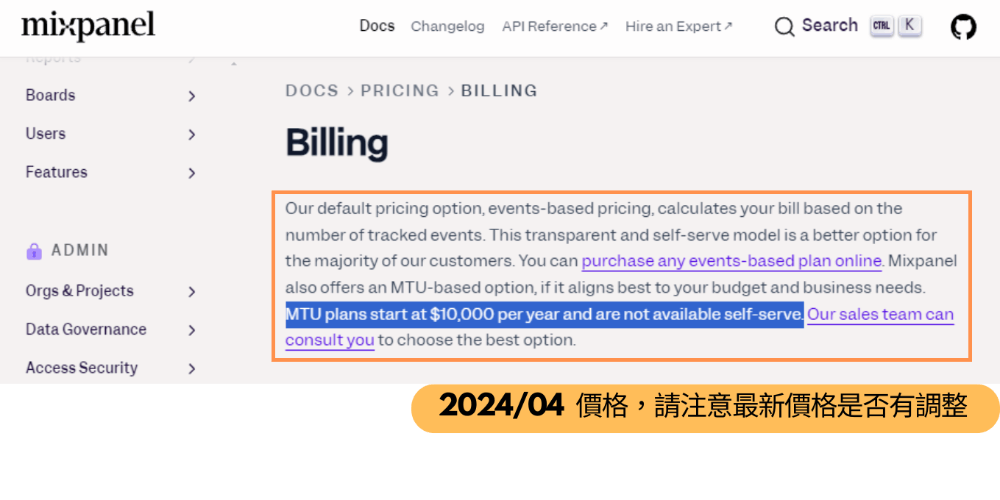 mixpanel
Docs Changelog API Reference↗ Hire an Expert↗ Search CTRL K
Reports
Boards
Users
Features
ADMIN
Orgs & Projects
Data Governance
Access Security
DOCS > PRICING > BILLING
Billing
Our default pricing option, events-based pricing, calculates your bill based on the
number of tracked events. This transparent and self-serve model is a better option for
the majority of our customers. You can purchase any events-based plan online. Mixpanel
also offers an MTU-based option, if it aligns best to your budget and business needs.
MTU plans start at $10,000 per year and are not available self-serve. Our sales team can
consult you to choose the best option.
2024/04 價格，請注意最新價格是否有調整